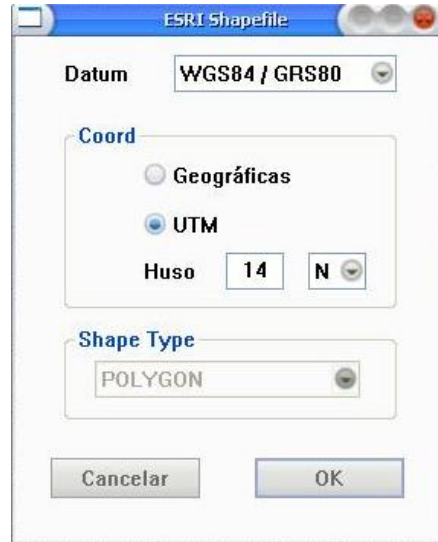 ESRI Shapefile
Datum WGS84 / GRS80
Coord
Geográficas
UTM
Huso 14 N
Shape Type
POLYGON
Cancelar OK